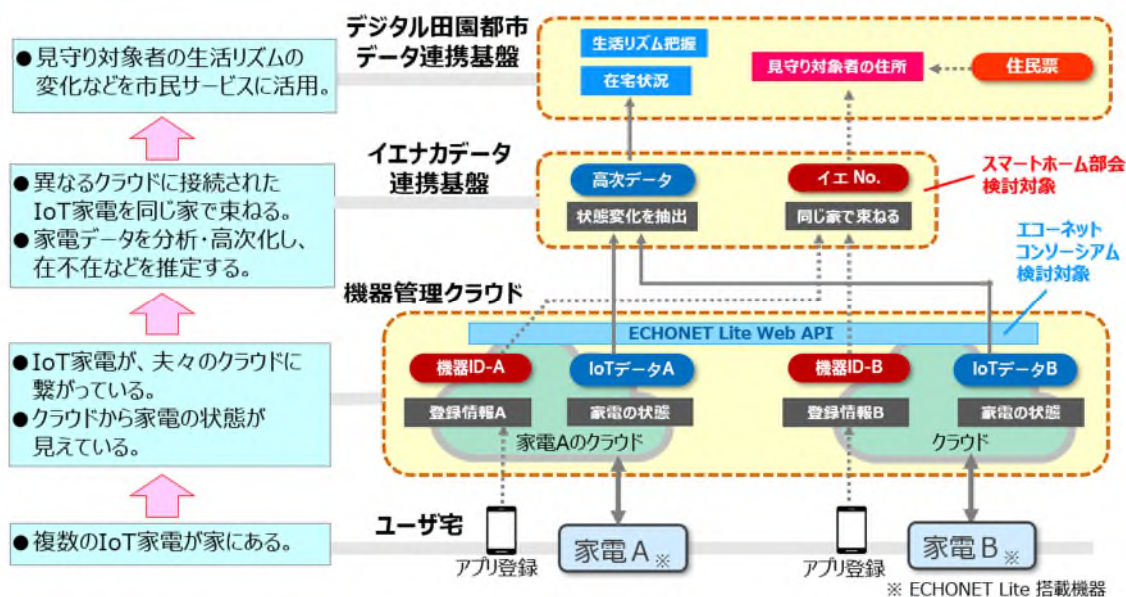 デジタル田園都市
データ連携基盤
●見守り対象者の生活リズムの
変化などを市民サービスに活用。
生活リズム把握
在宅状況
見守り対象者の住所
住民票
イエナカデータ
連携基盤
●異なるクラウドに接続された
IoT家電を同じ家で束ねる。
●家電データを分析・高次化し、
在不在などを推定する。
高次データ
状態変化を抽出
イエ No.
同じ家で束ねる
スマートホーム部会
検討対象
エコーネット
コンソーシアム
検討対象
機器管理クラウド
ECHONET Lite Web API
●IoT家電が、夫々のクラウドに
繋がっている。
●クラウドから家電の状態が
見えている。
機器ID-A
IoTデータA
機器ID-B
IoTデータB
登録情報A
家電の状態
登録情報B
家電の状態
家電Aのクラウド
クラウド
ユーザ宅
●複数のIoT家電が家にある。
アプリ登録
家電A※
アプリ登録
家電B※
※ ECHONET Lite 搭載機器